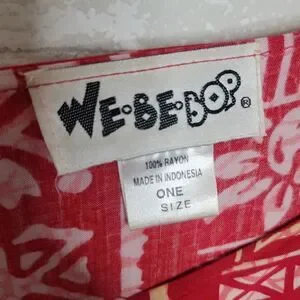 WE•BE•BOP®
100% RAYON
MADE IN INDONESIA
ONE
SIZE